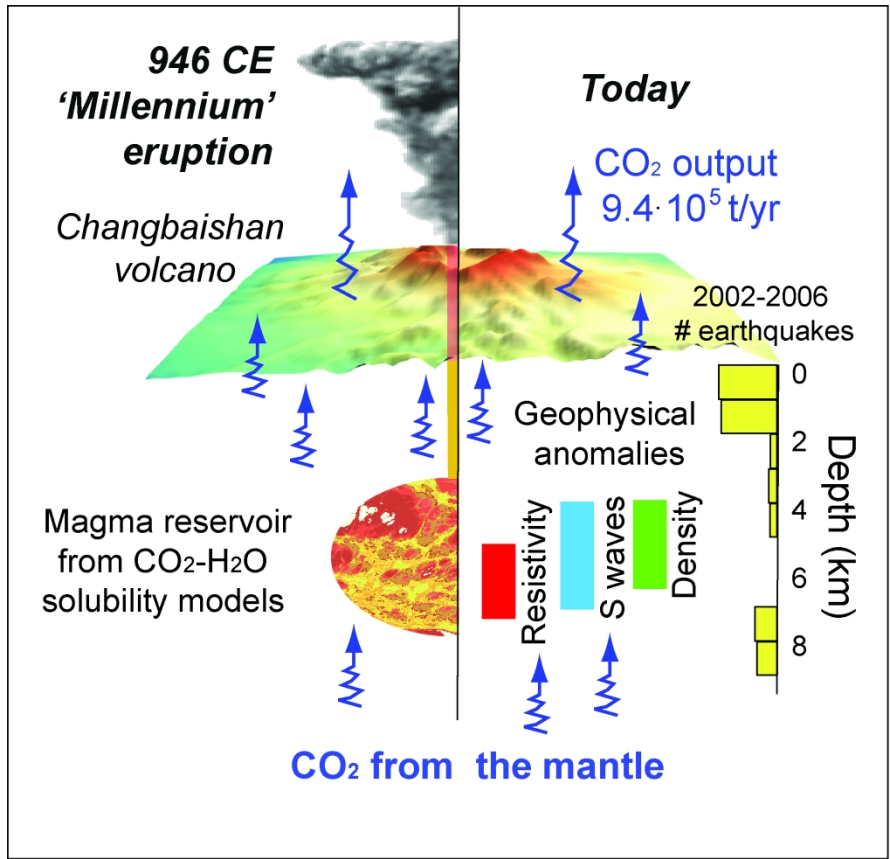 946 CE
‘Millennium’
eruption
Changbaishan
volcano
Today
CO₂ output
9.4·10⁵ t/yr
2002-2006
# earthquakes
0
2
4
6
8
Depth (km)
Geophysical
anomalies
Resistivity
S waves
Density
Magma reservoir
from CO₂-H₂O
solubility models
CO₂ from the mantle